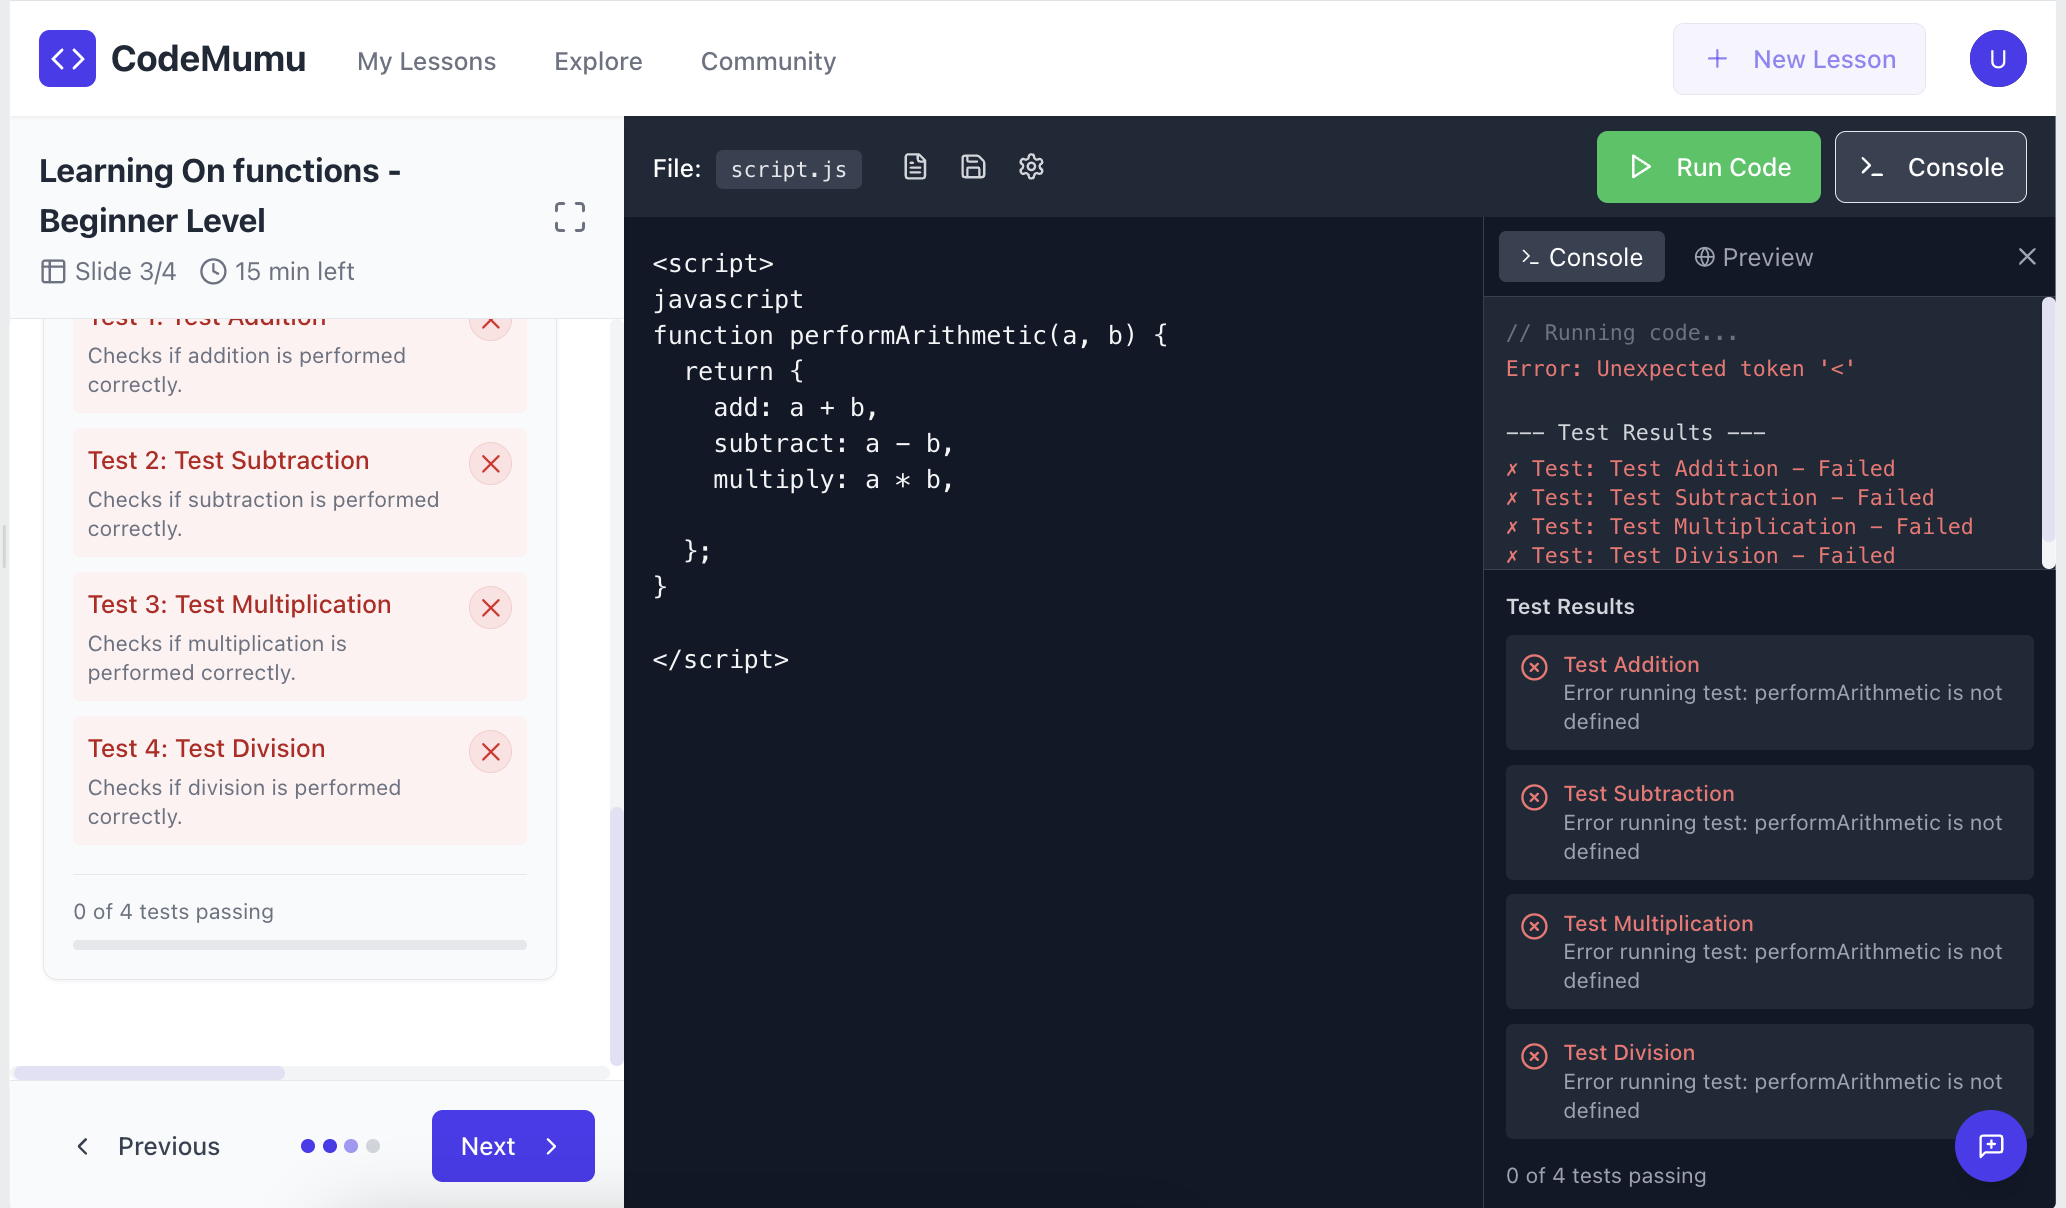 CodeMumu
My Lessons
Explore
Community
+ New Lesson
U
Learning On functions -
Beginner Level
Slide 3/4
15 min left
Test 1: Test Addition
Checks if addition is performed
correctly.
Test 2: Test Subtraction
Checks if subtraction is performed
correctly.
Test 3: Test Multiplication
Checks if multiplication is
performed correctly.
Test 4: Test Division
Checks if division is performed
correctly.
0 of 4 tests passing
Previous
Next
File: script.js
Run Code
Console
<script>
javascript
function performArithmetic(a, b) {
  return {
    add: a + b,
    subtract: a - b,
    multiply: a * b,
  };
}
</script>
Console
Preview
// Running code...
Error: Unexpected token '<'
--- Test Results ---
✗ Test: Test Addition - Failed
✗ Test: Test Subtraction - Failed
✗ Test: Test Multiplication - Failed
✗ Test: Test Division - Failed
Test Results
Test Addition
Error running test: performArithmetic is not
defined
Test Subtraction
Error running test: performArithmetic is not
defined
Test Multiplication
Error running test: performArithmetic is not
defined
Test Division
Error running test: performArithmetic is not
defined
0 of 4 tests passing